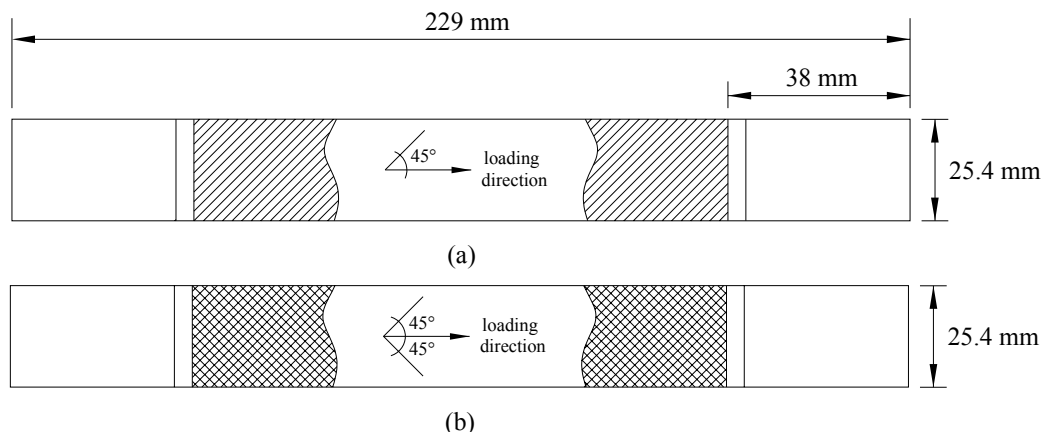 229 mm
38 mm
45°
loading
direction
25.4 mm
(a)
45°
45°
loading
direction
25.4 mm
(b)